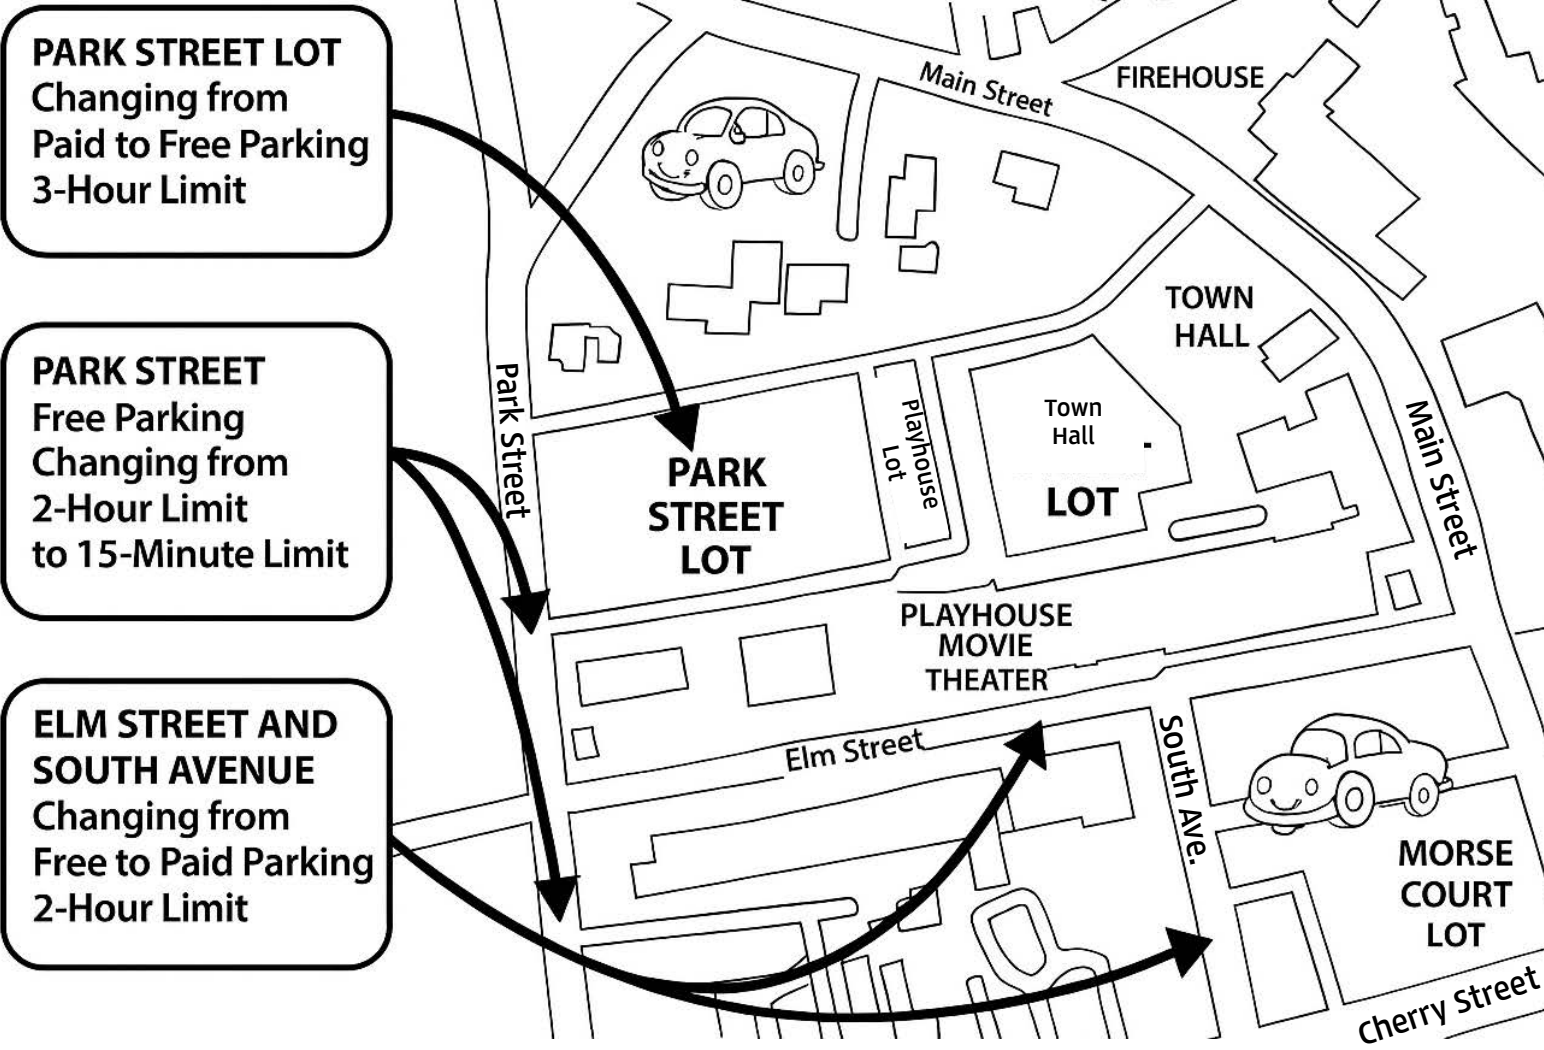 PARK STREET LOT
Changing from
Paid to Free Parking
3-Hour Limit
PARK STREET
Free Parking
Changing from
2-Hour Limit
to 15-Minute Limit
ELM STREET AND
SOUTH AVENUE
Changing from
Free to Paid Parking
2-Hour Limit
Main Street
FIREHOUSE
TOWN
HALL
Park Street
PARK
STREET
LOT
Playhouse
Lot
Town
Hall
LOT
Main Street
PLAYHOUSE
MOVIE
THEATER
Elm Street
South Ave.
MORSE
COURT
LOT
Cherry Street